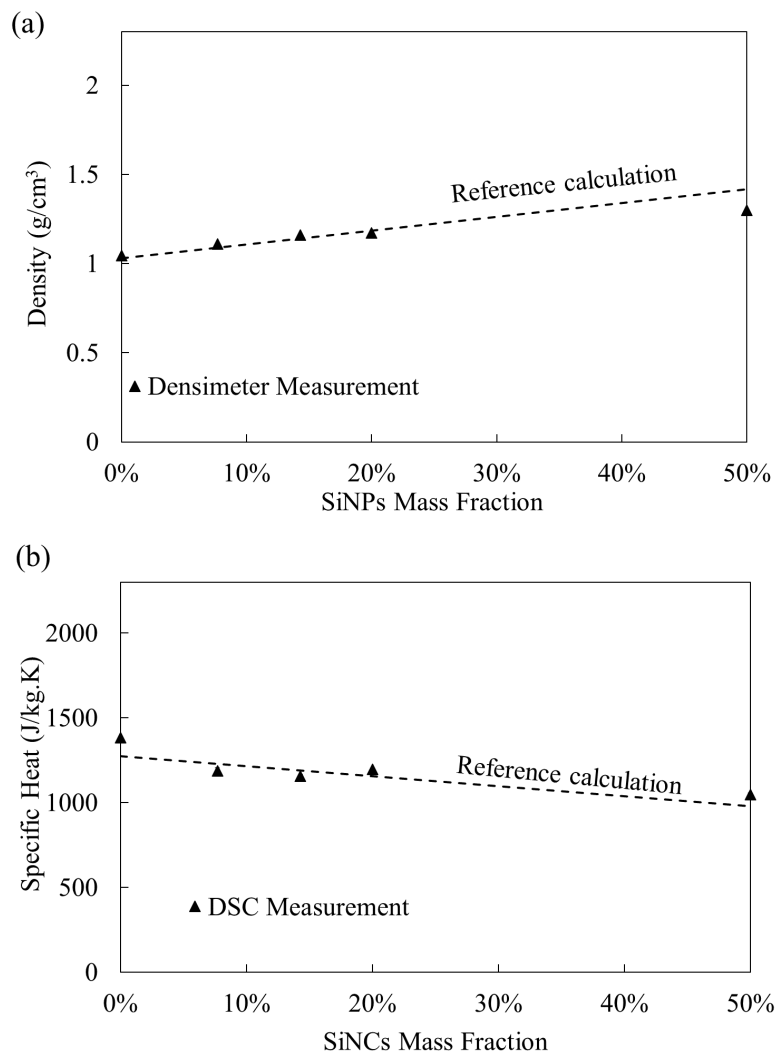 (a)
2
1.5
1
0.5
0
Density (g/cm³)
Reference calculation
Densimeter Measurement
0% 10% 20% 30% 40% 50%
SiNPs Mass Fraction
(b)
2000
1500
1000
500
0
Specific Heat (J/kg.K)
Reference calculation
DSC Measurement
0% 10% 20% 30% 40% 50%
SiNCs Mass Fraction